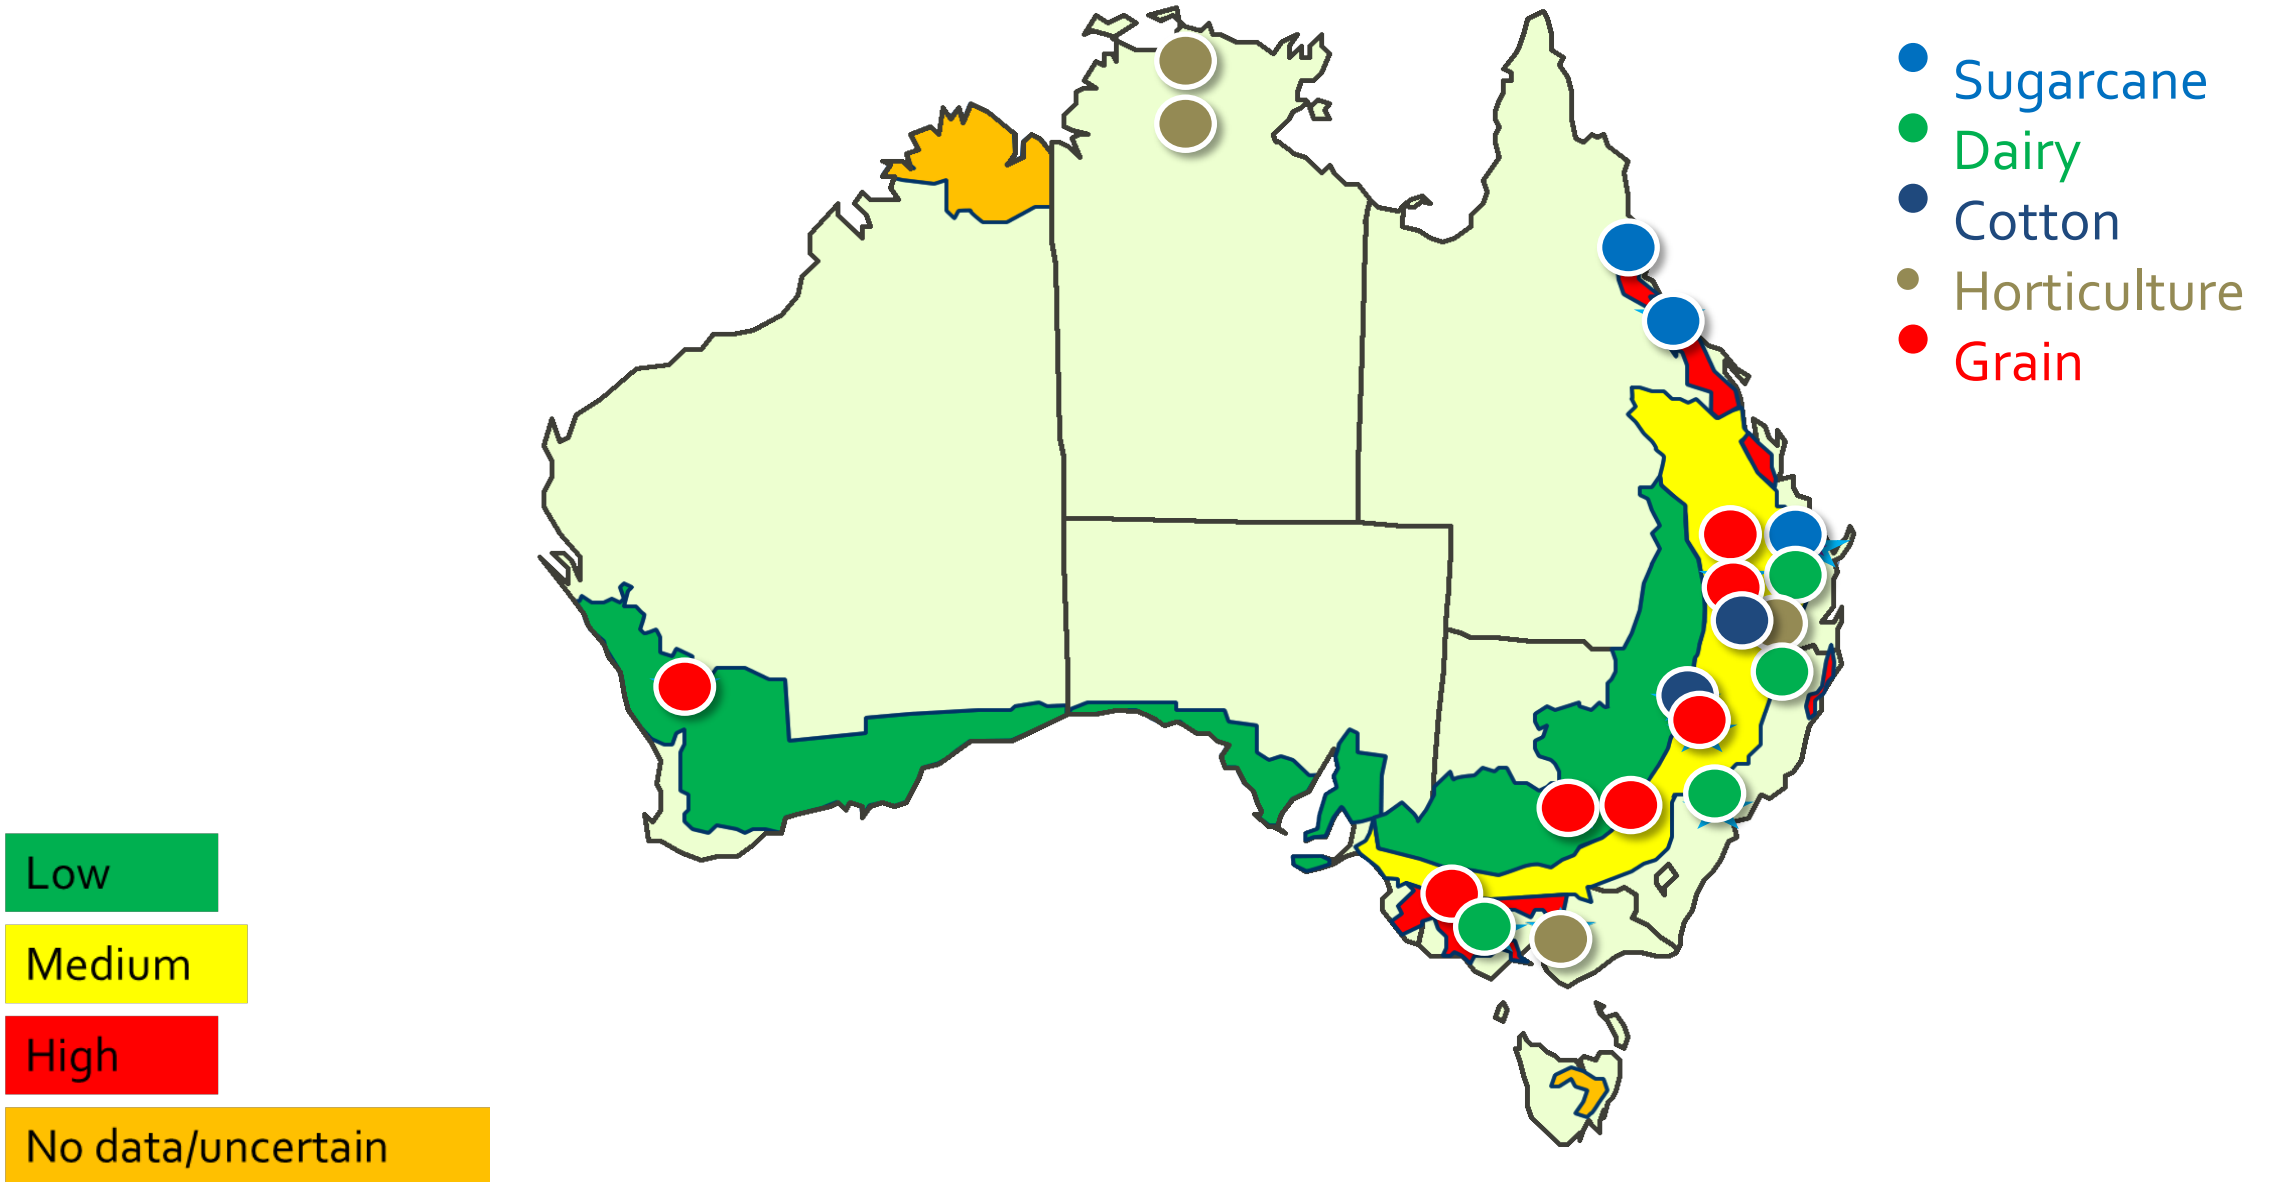 Sugarcane
Dairy
Cotton
Horticulture
Grain
Low
Medium
High
No data/uncertain